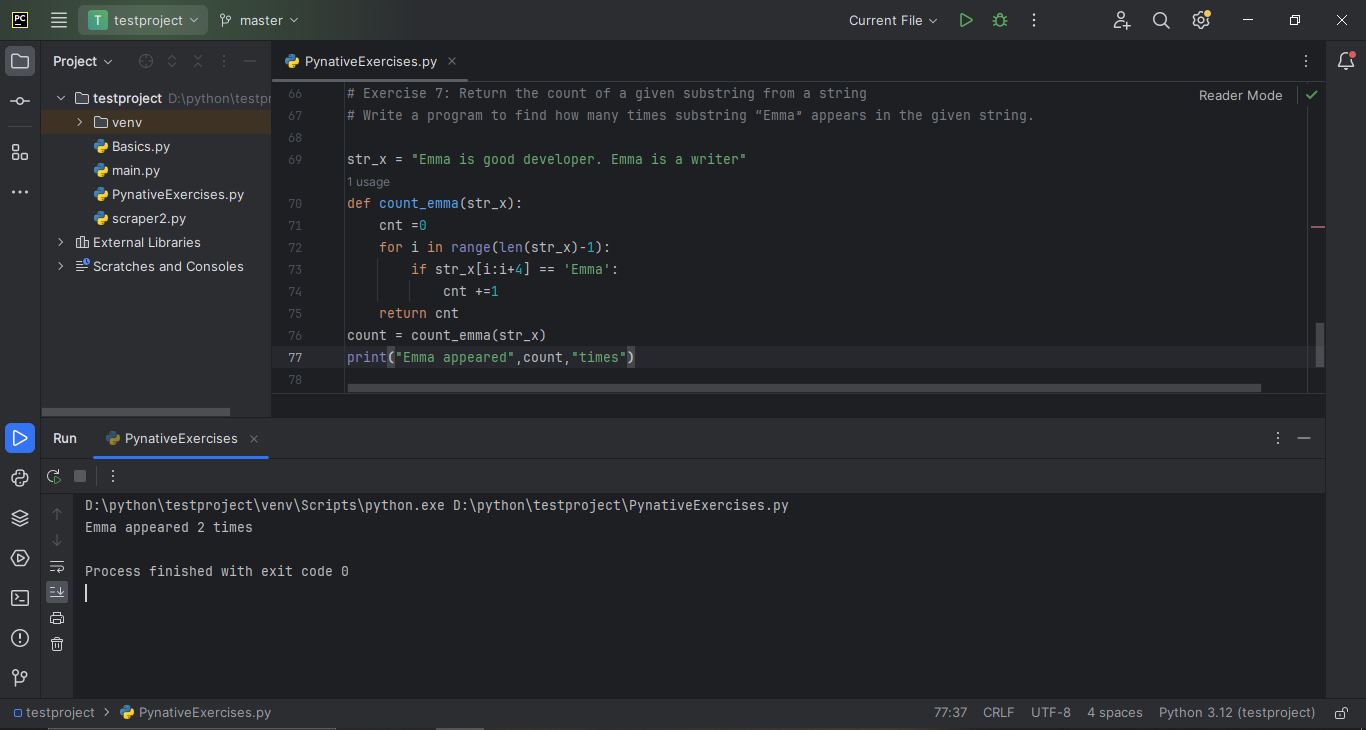 PC
T testproject master Current File
Project
testproject D:\python\testpr
venv
Basics.py
main.py
PynativeExercises.py
scraper2.py
External Libraries
Scratches and Consoles
PynativeExercises.py
Reader Mode
66 # Exercise 7: Return the count of a given substring from a string
67 # Write a program to find how many times substring “Emma” appears in the given string.
68
69 str_x = "Emma is good developer. Emma is a writer"
1 usage
70 def count_emma(str_x):
71 cnt =0
72 for i in range(len(str_x)-1):
73 if str_x[i:i+4] == 'Emma':
74 cnt +=1
75 return cnt
76 count = count_emma(str_x)
77 print("Emma appeared",count,"times")
78
Run PynativeExercises
D:\python\testproject\venv\Scripts\python.exe D:\python\testproject\PynativeExercises.py
Emma appeared 2 times
Process finished with exit code 0
testproject > PynativeExercises.py 77:37 CRLF UTF-8 4 spaces Python 3.12 (testproject)